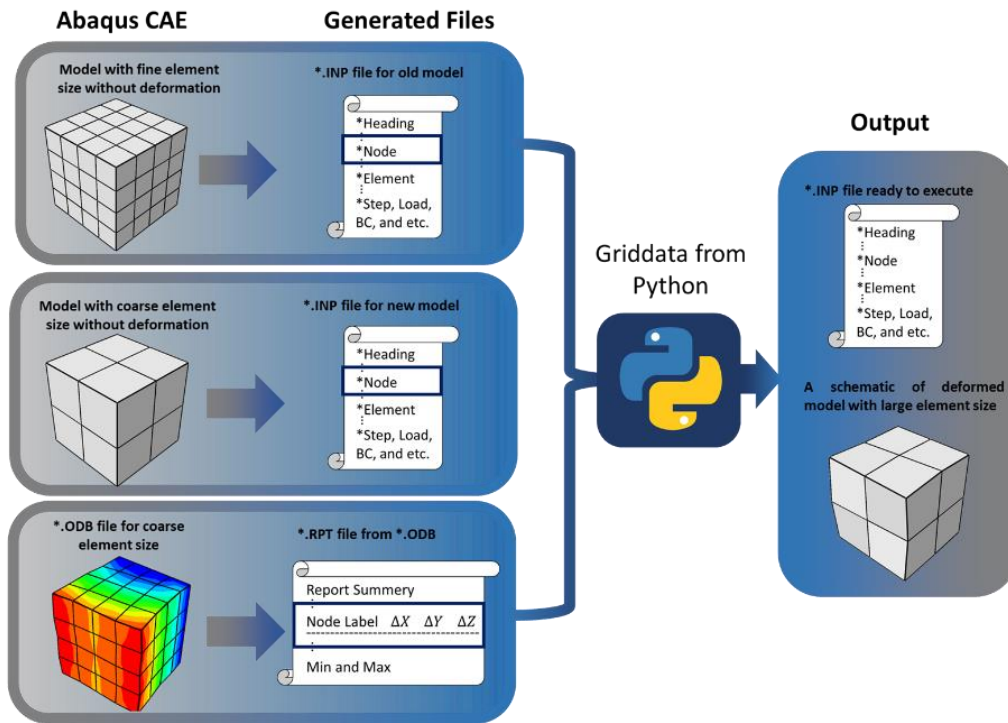 Abaqus CAE
Generated Files
Model with fine element
size without deformation
*.INP file for old model
*Heading
*Node
*Element
*Step, Load,
BC, and etc.
Model with coarse element
size without deformation
*.INP file for new model
*Heading
*Node
*Element
*Step, Load,
BC, and etc.
*.ODB file for coarse
element size
*.RPT file from *.ODB
Report Summery
Node Label ΔX ΔY ΔZ
Min and Max
Griddata from
Python
Output
*.INP file ready to execute
*Heading
*Node
*Element
*Step, Load,
BC, and etc.
A schematic of deformed
model with large element size